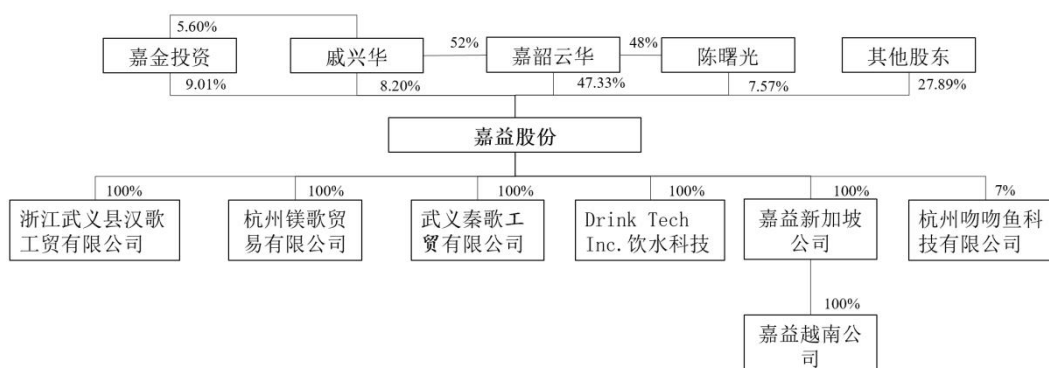 5.60%
嘉金投资
戚兴华
52%
嘉韶云华
48%
陈曙光
其他股东
9.01%
8.20%
47.33%
7.57%
27.89%
嘉益股份
100%
100%
100%
100%
100%
7%
浙江武义县汉歌
工贸有限公司
杭州镁歌贸
易有限公司
武义秦歌工
贸有限公司
Drink Tech
Inc.饮水科技
嘉益新加坡
公司
杭州吻吻鱼科
技有限公司
100%
嘉益越南公
司